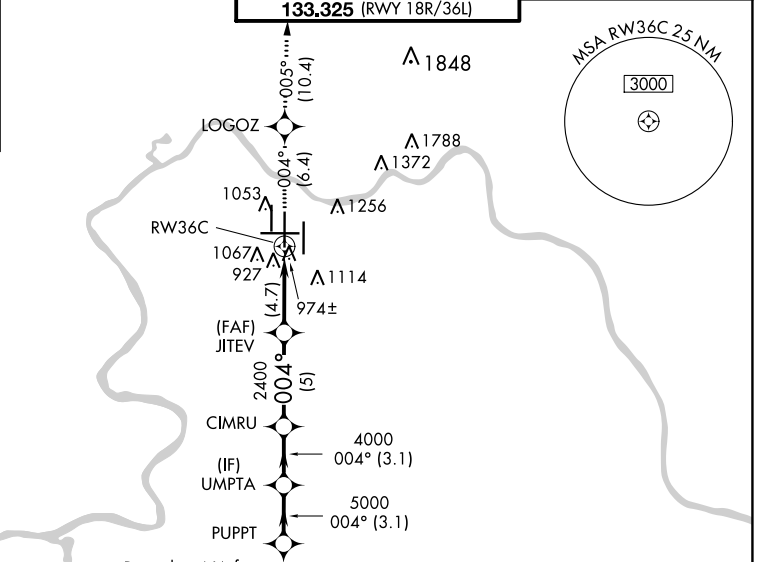 133.325 (RWY 18R/36L)
005°
(10.4)
1848
MSA RW36C 25 NM
3000
LOGOZ
1788
1372
004°
(6.4)
1053
1256
RW36C
1067
927
1114
974±
(4.7)
(FAF)
JITEV
2400
004°
(5)
CIMRU
4000
004° (3.1)
(IF)
UMPTA
5000
004° (3.1)
PUPPT